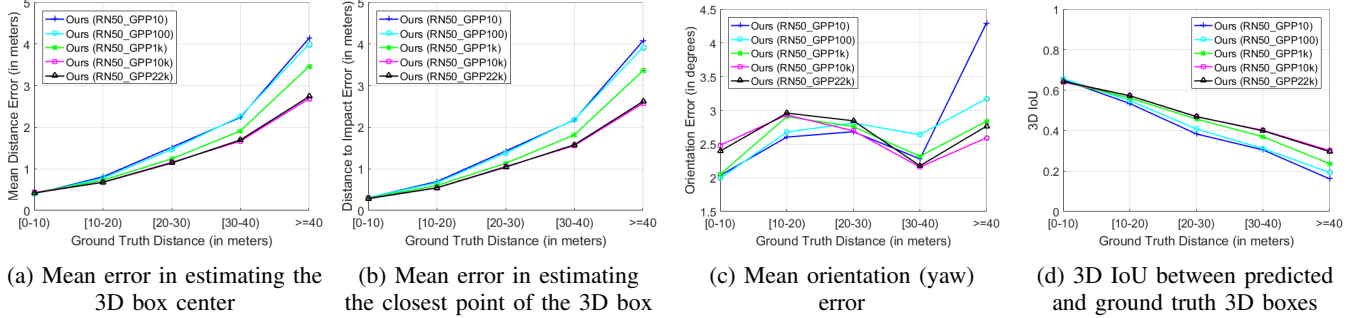 Mean Distance Error (in meters)
5
4
3
2
1
0
Ours (RN50_GPP10)
Ours (RN50_GPP100)
Ours (RN50_GPP1k)
Ours (RN50_GPP10k)
Ours (RN50_GPP22k)
[0-10) [10-20) [20-30) [30-40) >=40
Ground Truth Distance (in meters)
(a) Mean error in estimating the
3D box center
Distance to Impact Error (in meters)
5
4
3
2
1
0
Ours (RN50_GPP10)
Ours (RN50_GPP100)
Ours (RN50_GPP1k)
Ours (RN50_GPP10k)
Ours (RN50_GPP22k)
[0-10) [10-20) [20-30) [30-40) >=40
Ground Truth Distance (in meters)
(b) Mean error in estimating
the closest point of the 3D box
Orientation Error (in degrees)
4.5
4
3.5
3
2.5
2
1.5
Ours (RN50_GPP10)
Ours (RN50_GPP100)
Ours (RN50_GPP1k)
Ours (RN50_GPP10k)
Ours (RN50_GPP22k)
[0-10) [10-20) [20-30) [30-40) >=40
Ground Truth Distance (in meters)
(c) Mean orientation (yaw)
error
3D IoU
1
0.8
0.6
0.4
0.2
0
Ours (RN50_GPP10)
Ours (RN50_GPP100)
Ours (RN50_GPP1k)
Ours (RN50_GPP10k)
Ours (RN50_GPP22k)
[0-10) [10-20) [20-30) [30-40) >=40
Ground Truth Distance (in meters)
(d) 3D IoU between predicted
and ground truth 3D boxes